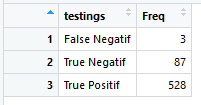 testings Freq
1 False Negatif 3
2 True Negatif 87
3 True Positif 528